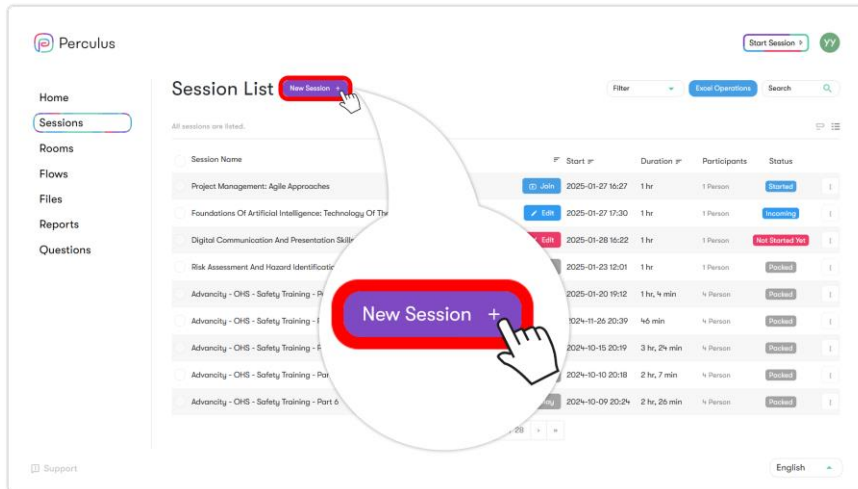 Perculus
Start Session
YY
Home
Sessions
Rooms
Flows
Files
Reports
Questions
Session List
New Session +
Filter
Excel Operations
Search
All sessions are listed.
Session Name Start Duration Participants Status
Project Management: Agile Approaches Join 2025-01-27 16:27 1 hr 1 Person Started
Foundations Of Artificial Intelligence: Technology Of The Edit 2025-01-27 17:30 1 hr 1 Person Incoming
Digital Communication And Presentation Skills Edit 2025-01-28 16:22 1 hr 1 Person Not Started Yet
Risk Assessment And Hazard 2025-01-23 12:01 1 hr 1 Person Packed
Advancity - OHS - Safety Training - 2025-01-20 19:12 1 hr, 4 min 4 Person Packed
Advancity - OHS - Safety Training - 2024-11-26 20:39 46 min 4 Person Packed
Advancity - OHS - Safety Training - 2024-10-15 20:19 3 hr, 24 min 4 Person Packed
Advancity - OHS - Safety Training - 2024-10-10 20:18 2 hr, 7 min 4 Person Packed
Advancity - OHS - Safety Training - Part 6 2024-10-09 20:24 2 hr, 26 min 4 Person Packed
New Session +
28 › »
Support
English